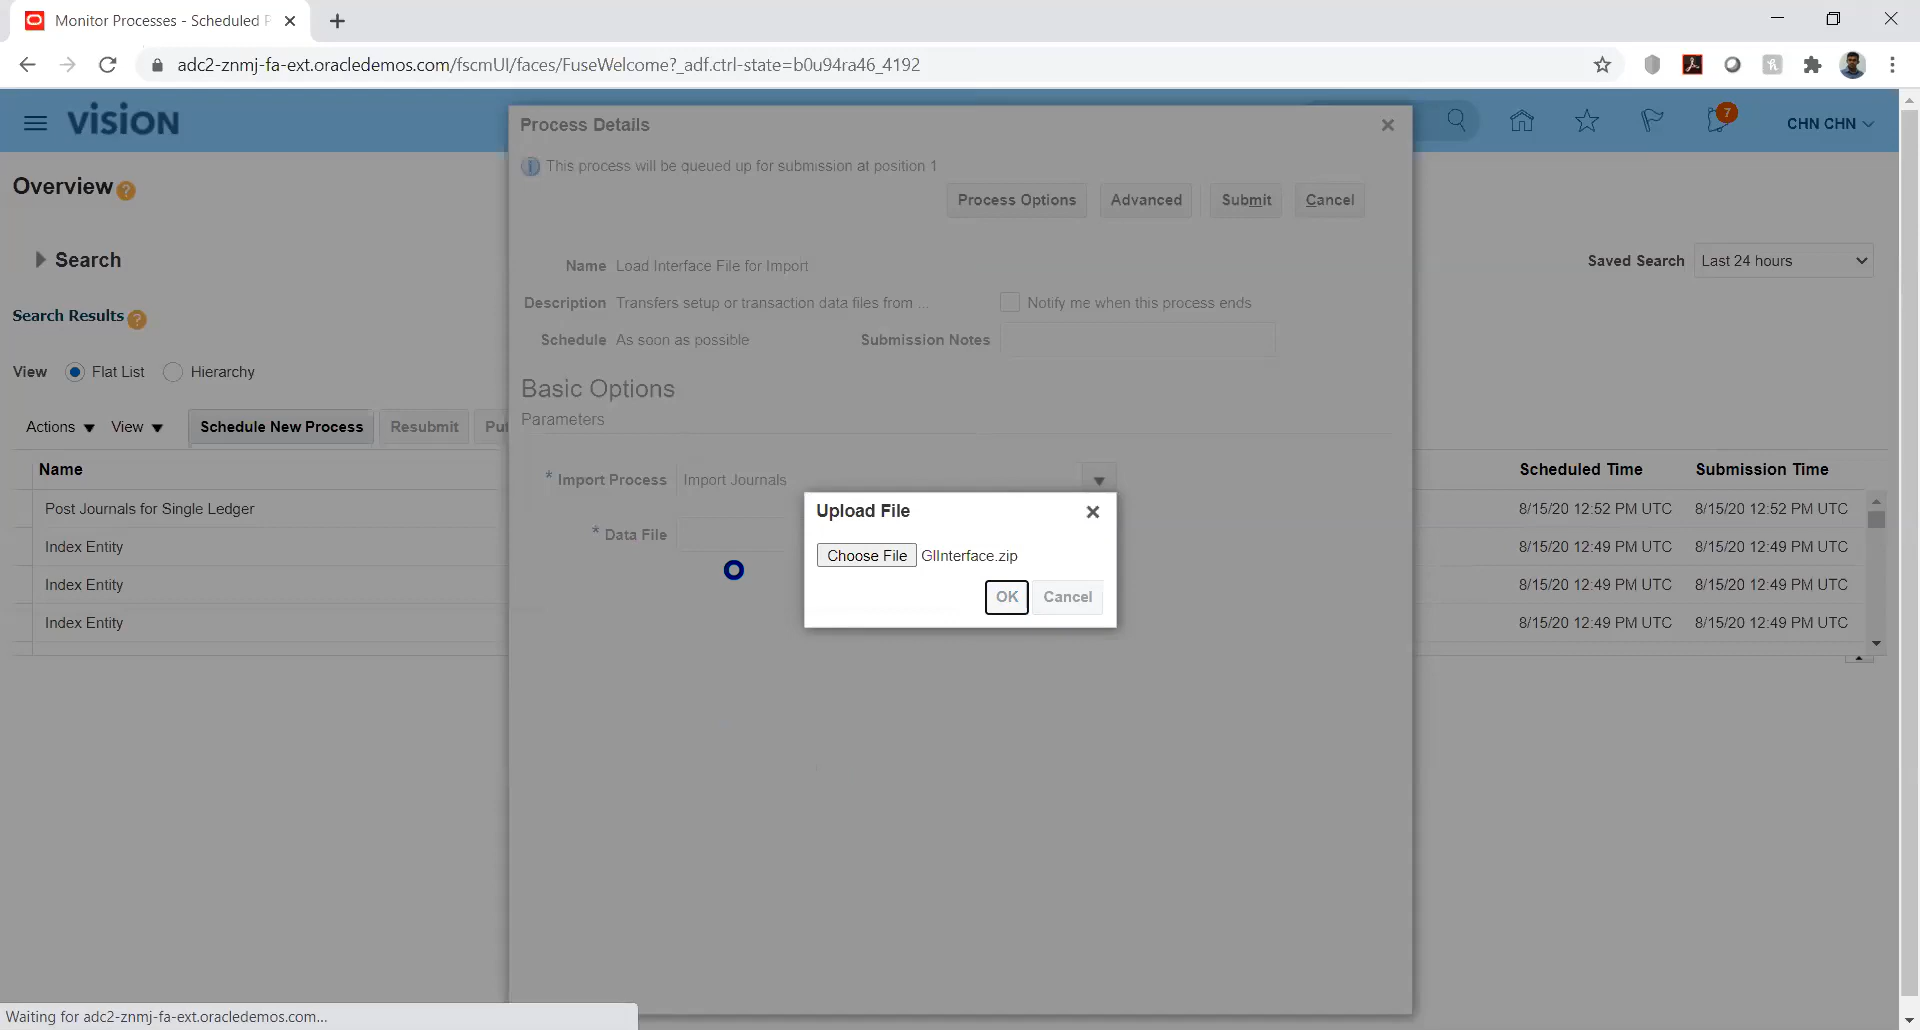 Monitor Processes - Scheduled P
adc2-znmj-fa-ext.oracledemos.com/fscmUI/faces/FuseWelcome?_adf.ctrl-state=b0u94ra46_4192
vision
7
CHN CHN
Process Details
This process will be queued up for submission at position 1
Process Options Advanced Submit Cancel
Overview ?
Search
Saved Search Last 24 hours
Name Load Interface File for Import
Description Transfers setup or transaction data files from ...
Notify me when this process ends
Schedule As soon as possible
Submission Notes
Search Results ?
View Flat List Hierarchy
Basic Options
Parameters
Actions View Schedule New Process Resubmit Pu
Name Scheduled Time Submission Time
* Import Process Import Journals
Post Journals for Single Ledger 8/15/20 12:52 PM UTC 8/15/20 12:52 PM UTC
* Data File
Index Entity 8/15/20 12:49 PM UTC 8/15/20 12:49 PM UTC
Index Entity 8/15/20 12:49 PM UTC 8/15/20 12:49 PM UTC
Index Entity 8/15/20 12:49 PM UTC 8/15/20 12:49 PM UTC
Upload File
Choose File GlInterface.zip
OK Cancel
Waiting for adc2-znmj-fa-ext.oracledemos.com...